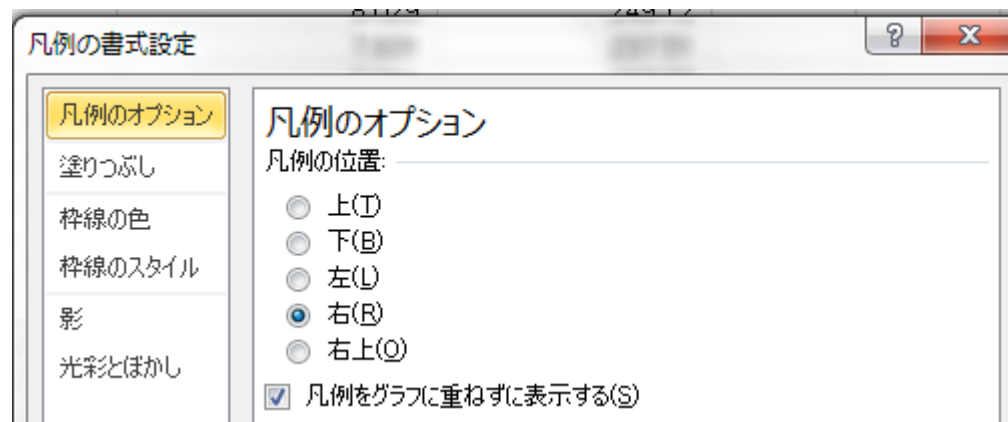 凡例の書式設定
凡例のオプション
塗りつぶし
枠線の色
枠線のスタイル
影
光彩とぼかし
凡例のオプション
凡例の位置:
上(T)
下(B)
左(L)
右(R)
右上(O)
凡例をグラフに重ねずに表示する(S)